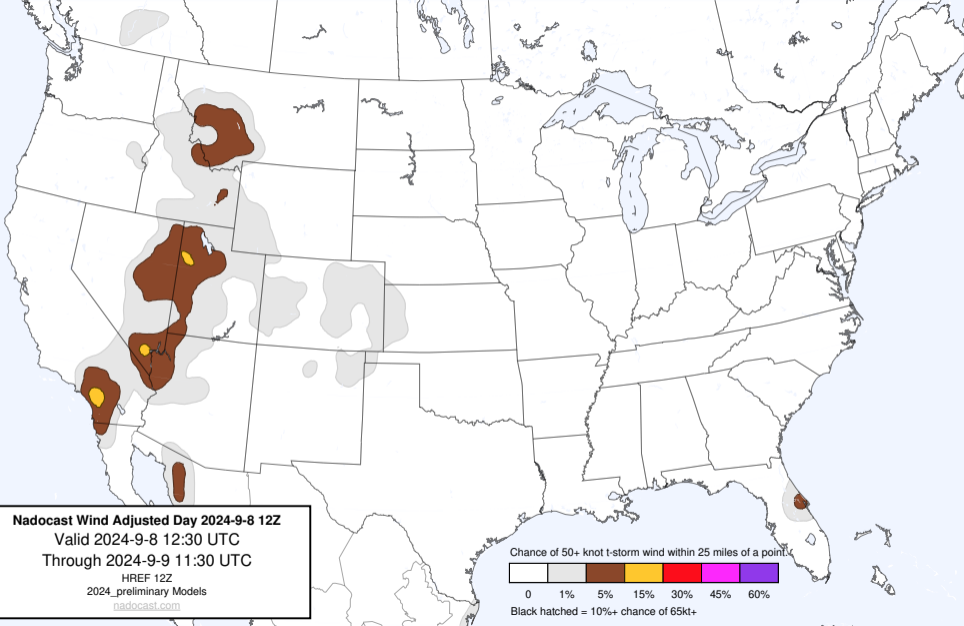 Nadocast Wind Adjusted Day 2024-9-8 12Z
Valid 2024-9-8 12:30 UTC
Through 2024-9-9 11:30 UTC
HREF 12Z
2024_preliminary Models
nadocast.com
Chance of 50+ knot t-storm wind within 25 miles of a point.
0 1% 5% 15% 30% 45% 60%
Black hatched = 10%+ chance of 65kt+